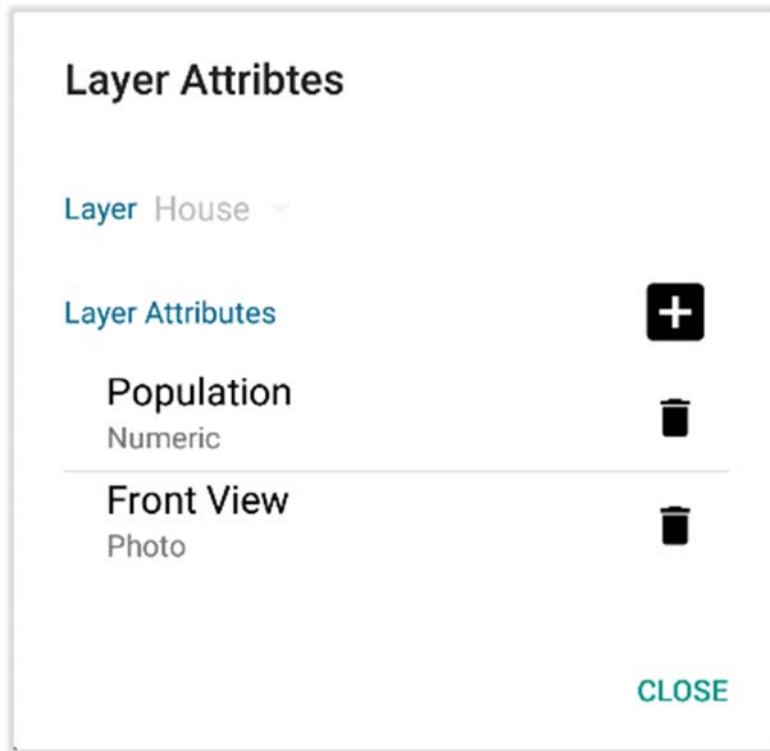 Layer Attribtes
Layer House
Layer Attributes
Population
Numeric
Front View
Photo
CLOSE